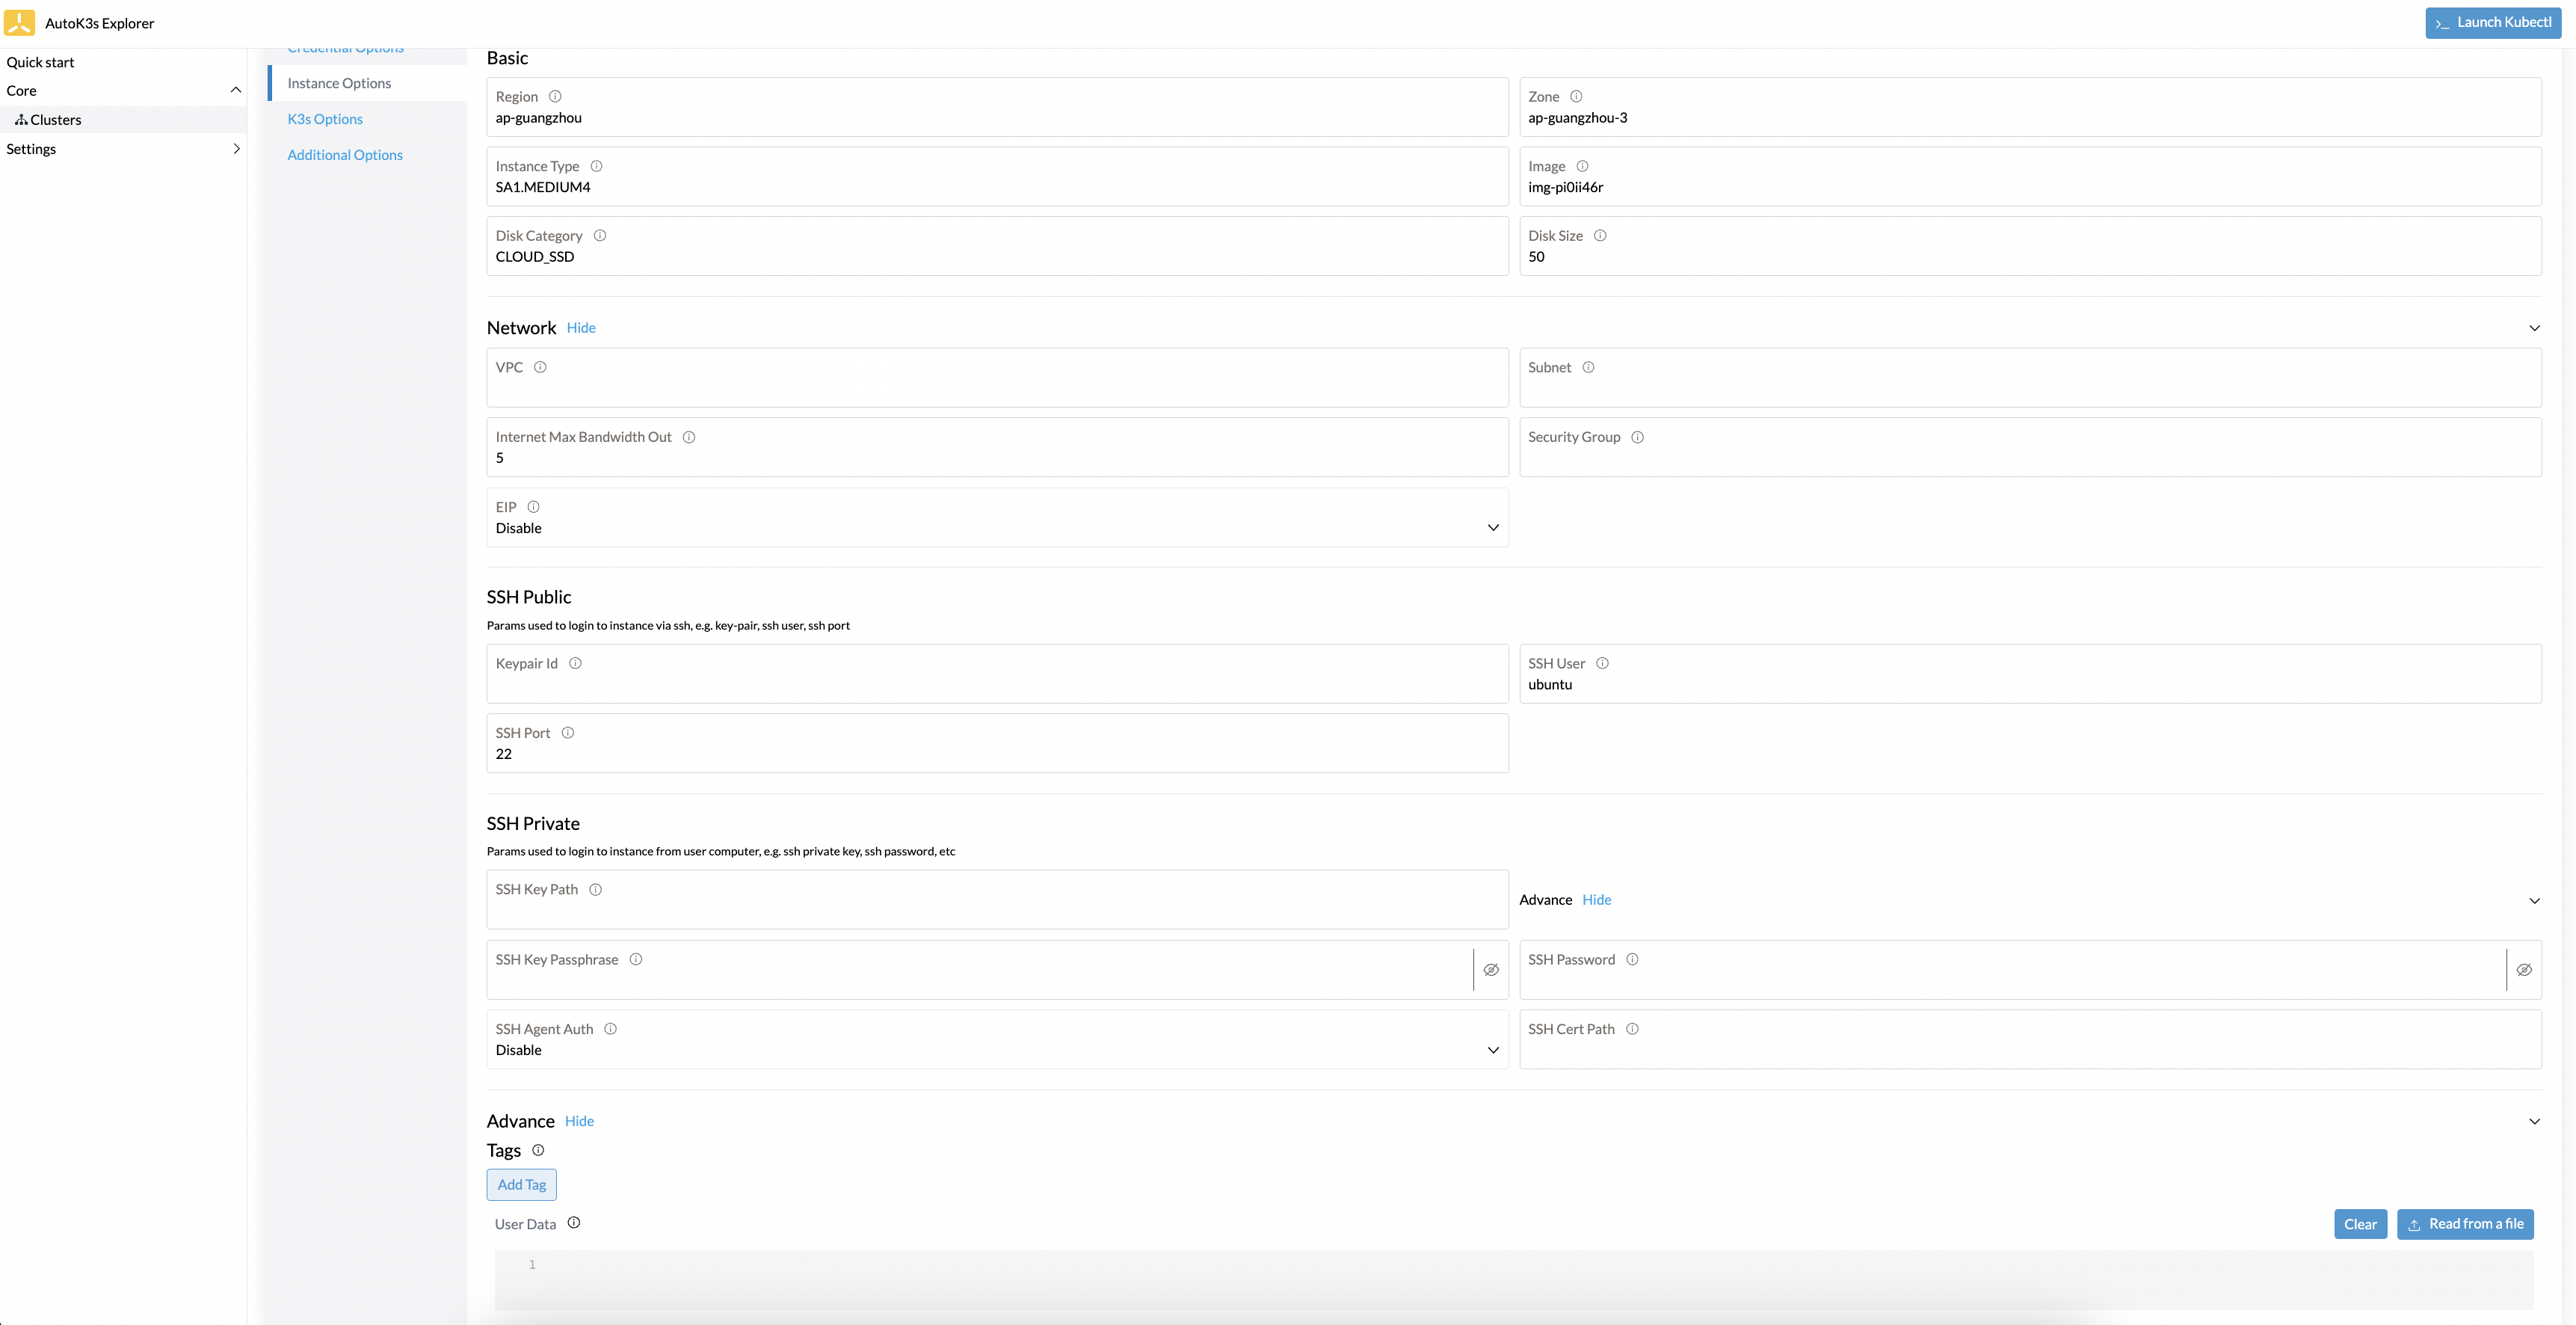 AutoK3s Explorer
Launch Kubectl
Quick start
Core
Clusters
Settings
Credential Options
Instance Options
K3s Options
Additional Options
Basic
Region
ap-guangzhou
Zone
ap-guangzhou-3
Instance Type
SA1.MEDIUM4
Image
img-pi0ii46r
Disk Category
CLOUD_SSD
Disk Size
50
Network Hide
VPC
Subnet
Internet Max Bandwidth Out
5
Security Group
EIP
Disable
SSH Public
Params used to login to instance via ssh, e.g. key-pair, ssh user, ssh port
Keypair Id
SSH User
ubuntu
SSH Port
22
SSH Private
Params used to login to instance from user computer, e.g. ssh private key, ssh password, etc
SSH Key Path
Advance Hide
SSH Key Passphrase
SSH Password
SSH Agent Auth
Disable
SSH Cert Path
Advance Hide
Tags
Add Tag
User Data
Clear
Read from a file
1